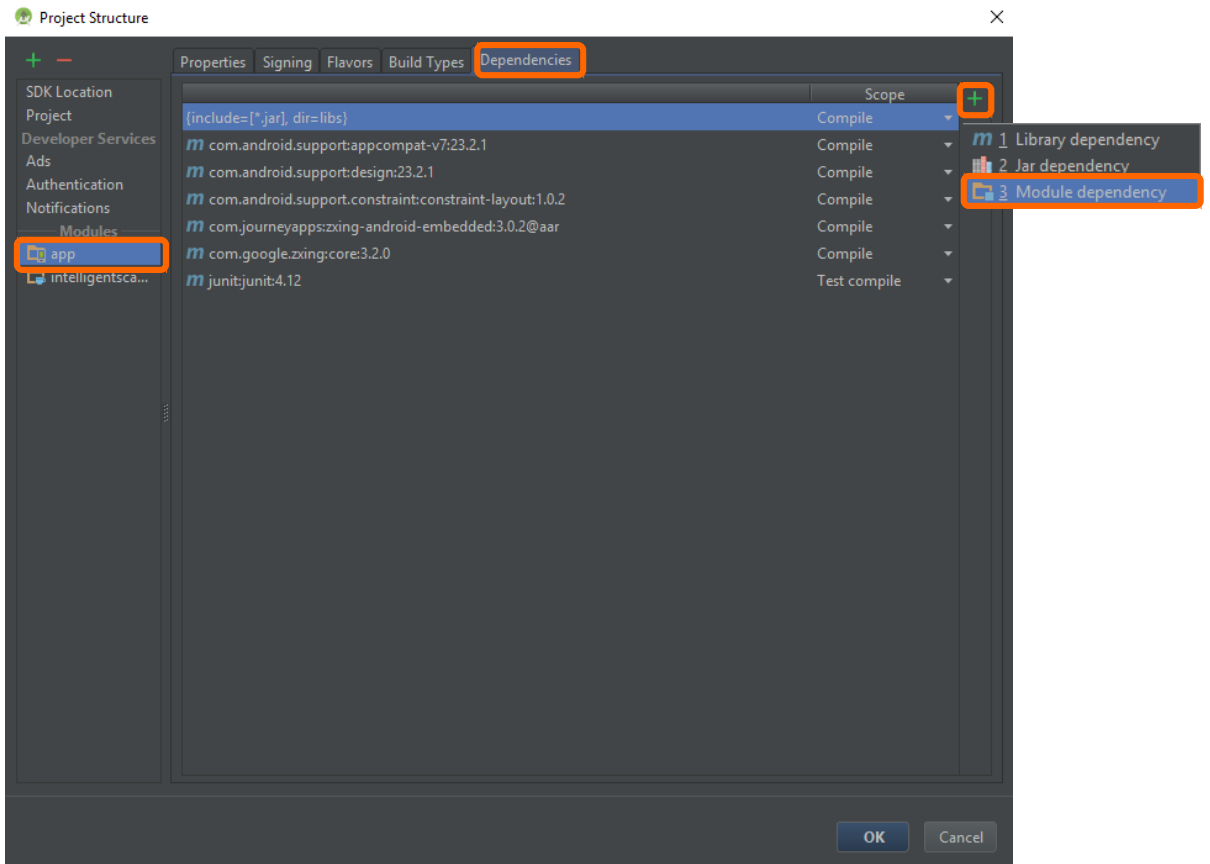 Project Structure
Properties Signing Flavors Build Types Dependencies
SDK Location
Project
Developer Services
Ads
Authentication
Notifications
Modules
app
intelligentsca...
Scope
{include=[*.jar], dir=libs} Compile
m com.android.support:appcompat-v7:23.2.1 Compile
m com.android.support:design:23.2.1 Compile
m com.android.support.constraint:constraint-layout:1.0.2 Compile
m com.journeyapps:zxing-android-embedded:3.0.2@aar Compile
m com.google.zxing:core:3.2.0 Compile
m junit:junit:4.12 Test compile
m 1 Library dependency
2 Jar dependency
3 Module dependency
OK Cancel